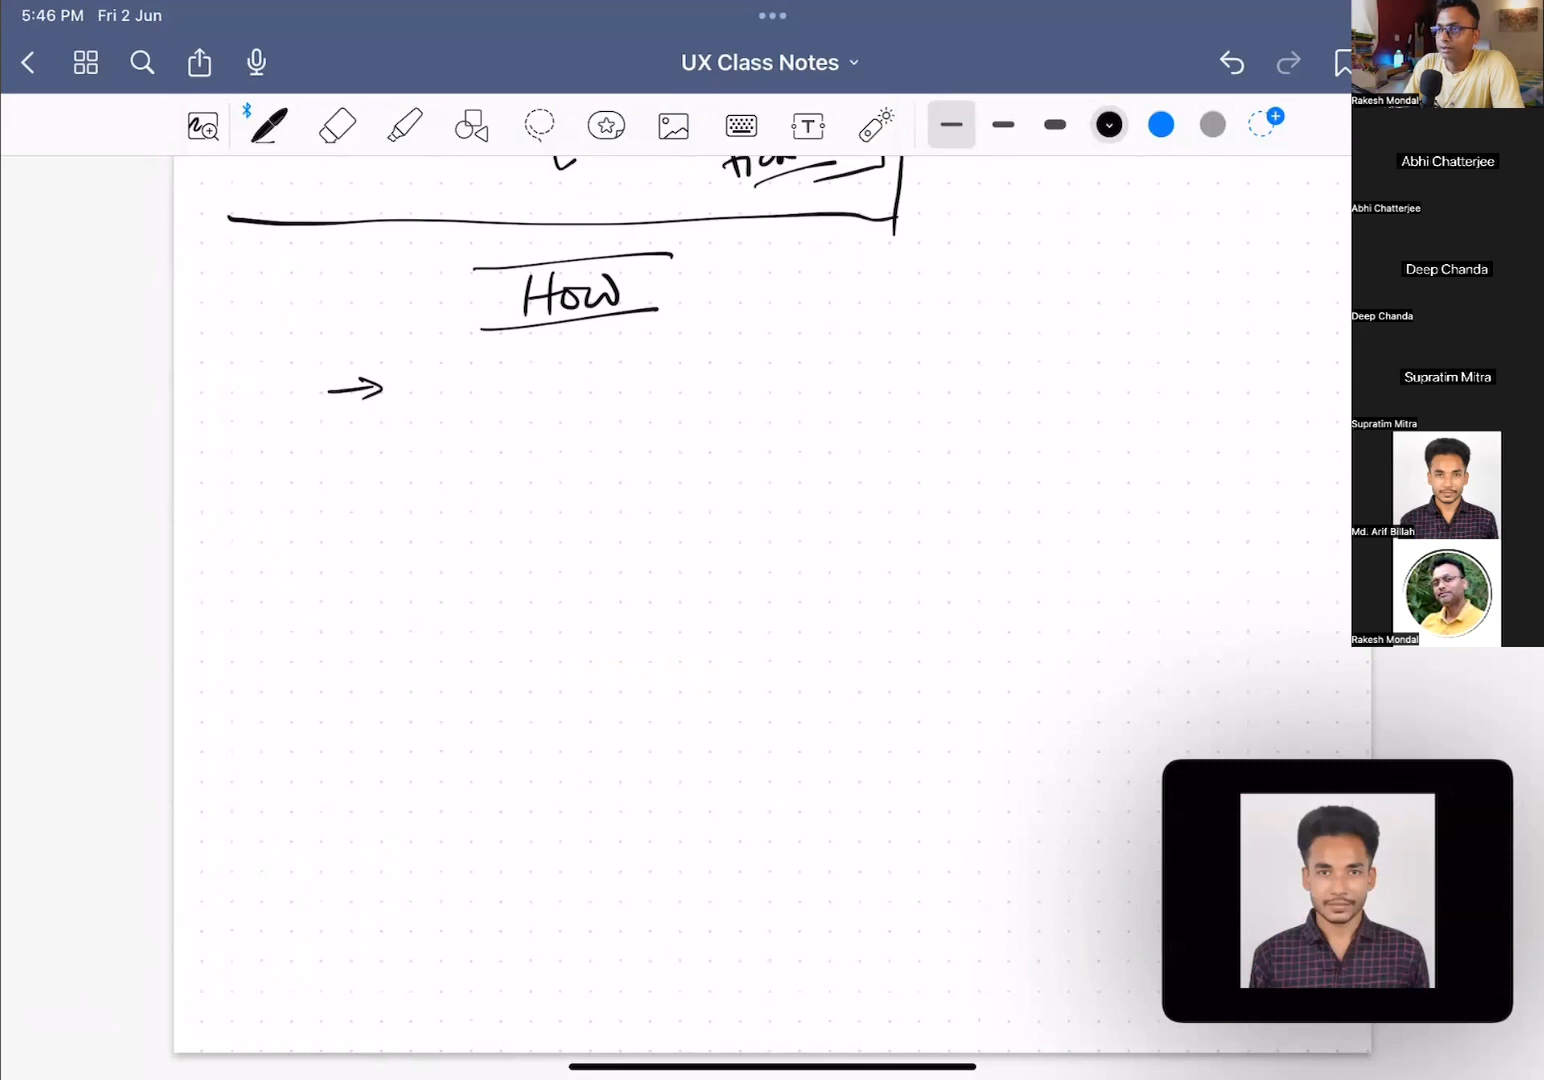 5:46 PM Fri 2 Jun
UX Class Notes
T
How
Rakesh Mondal
Abhi Chatterjee
Abhi Chatterjee
Deep Chanda
Deep Chanda
Supratim Mitra
Supratim Mitra
Md. Arif Billah
Rakesh Mondal